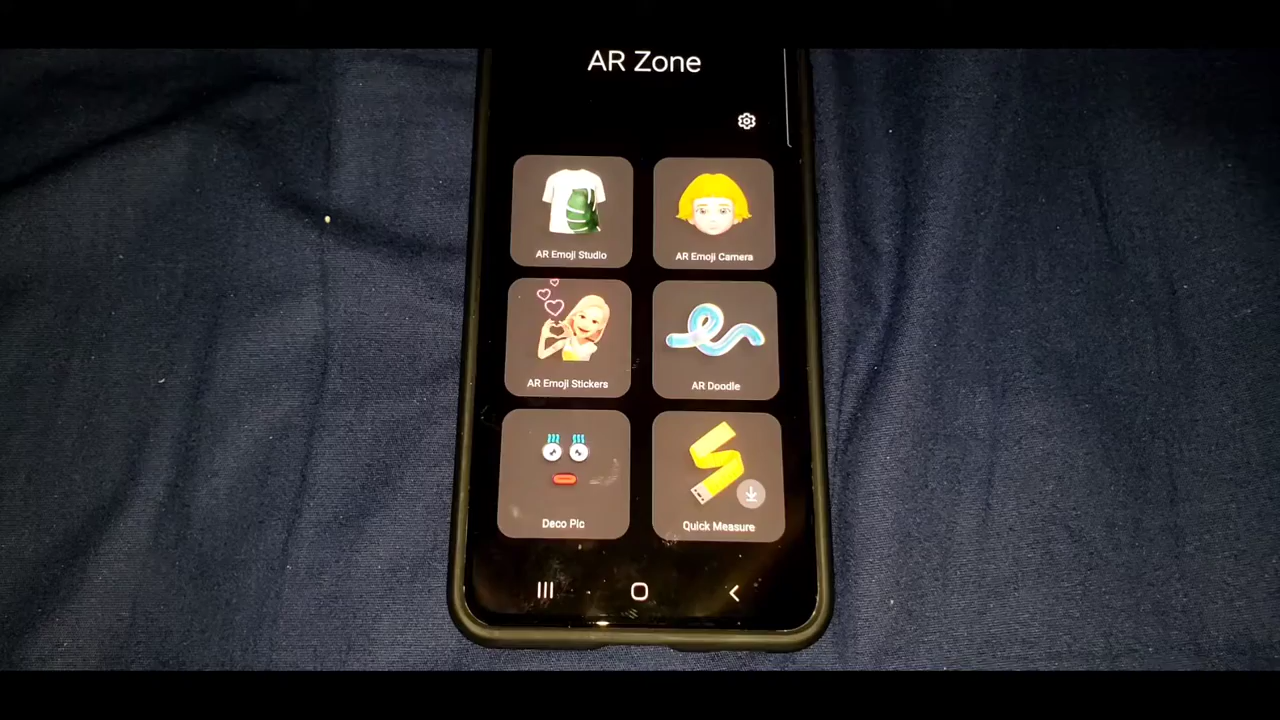 AR Zone
AR Emoji Studio
AR Emoji Camera
AR Emoji Stickers
AR Doodle
Deco Pic
Quick Measure